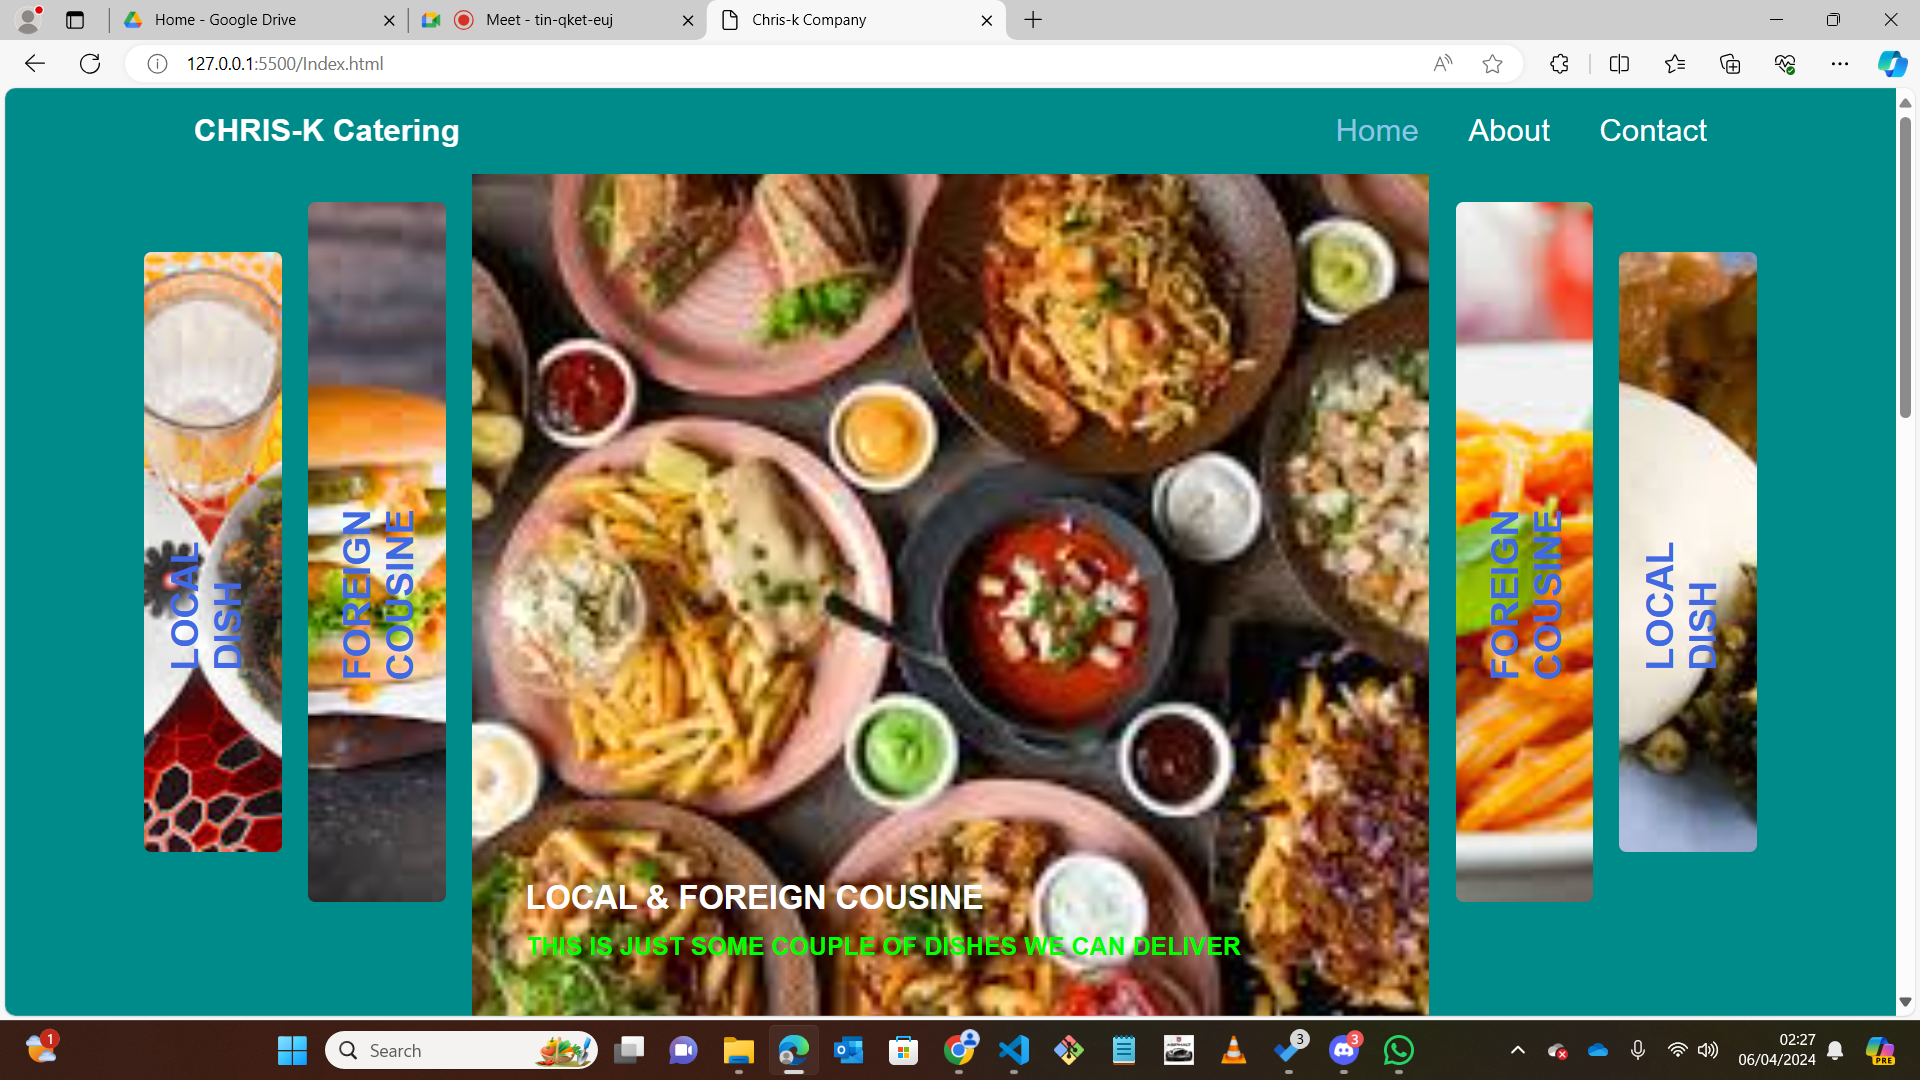 Home - Google Drive
Meet - tin-qket-euj
Chris-k Company
127.0.0.1:5500/Index.html
CHRIS-K Catering
Home
About
Contact
LOCAL
DISH
FOREIGN
COUSINE
LOCAL & FOREIGN COUSINE
THIS IS JUST SOME COUPLE OF DISHES WE CAN DELIVER
FOREIGN
COUSINE
LOCAL
DISH
1
Search
3
3
02:27
06/04/2024
PRE